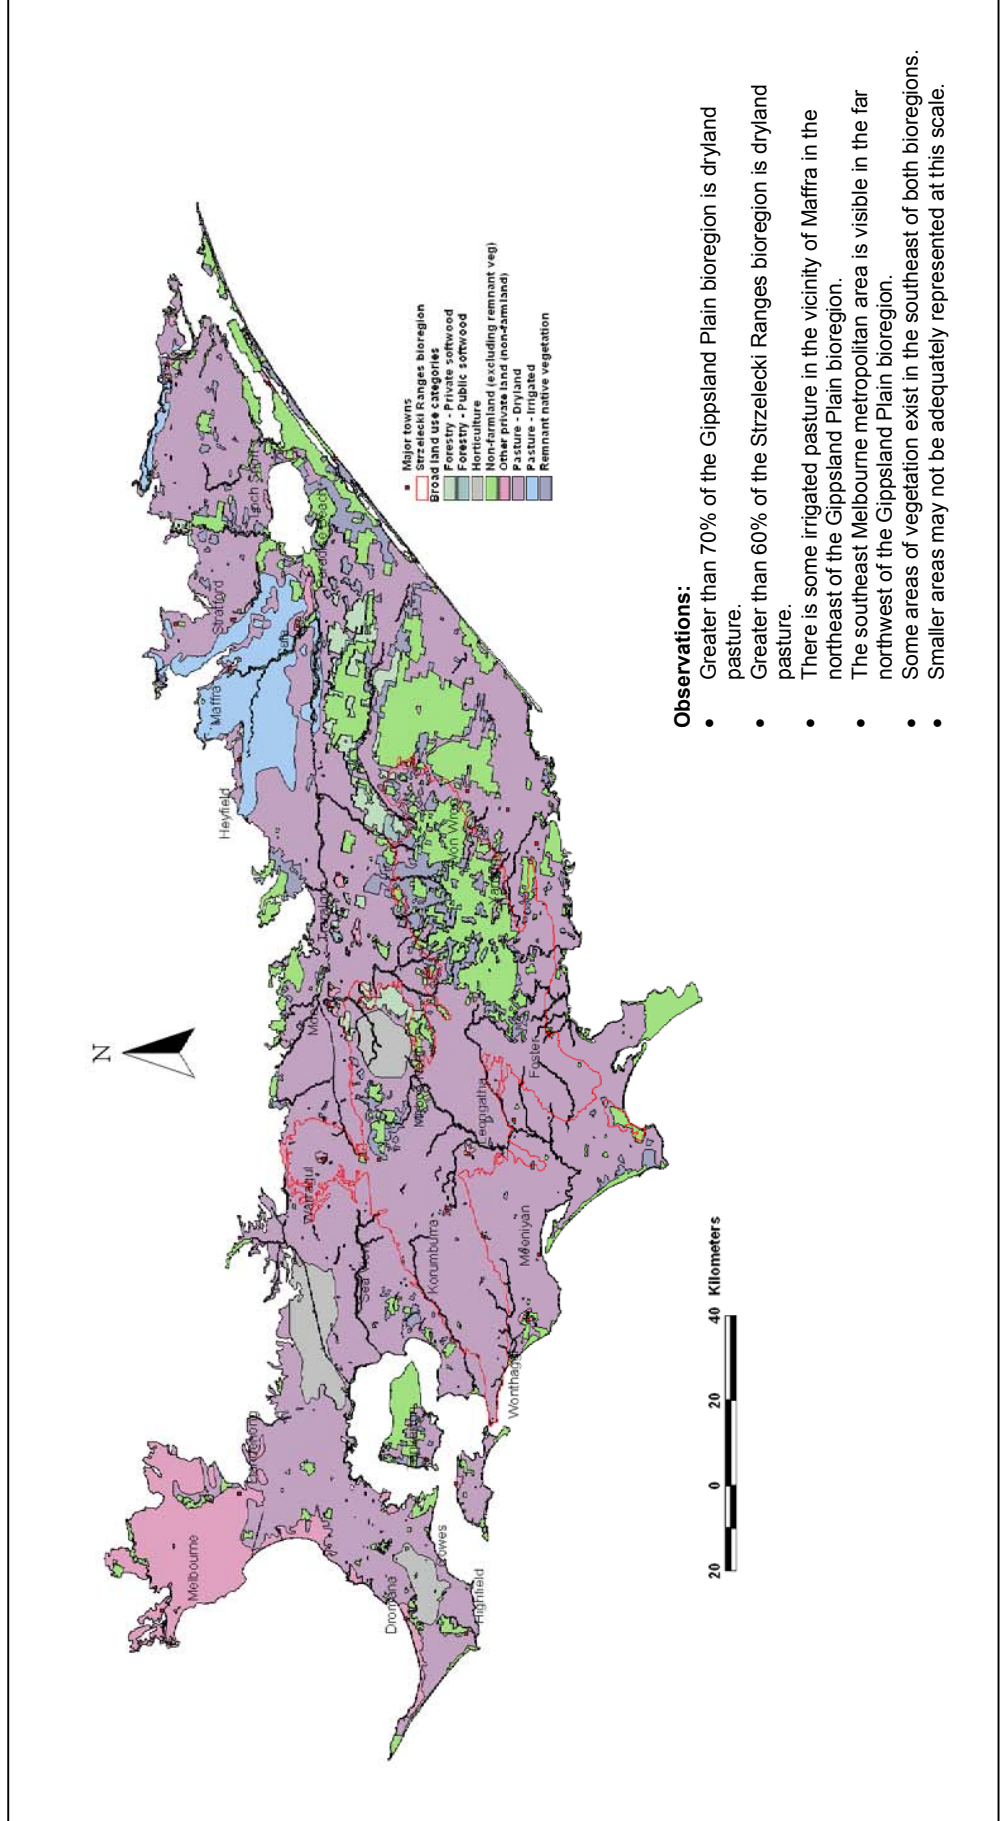 N
Melbourne
Dromana
Highfield
Warragul
Korumburra
Wonthaggi
Meeniyan
Leongatha
Foster
Heyfield
Maffra
Stratford
20 0 20 40 Kilometers
Major towns
Strzelecki Ranges bioregion
Broad land use categories
Forestry - Private softwood
Forestry - Public softwood
Horticulture
Non-farmland (excluding remnant veg)
Other private land (non-farmland)
Pasture - Dryland
Pasture - Irrigated
Remnant native vegetation
Observations:
• Greater than 70% of the Gippsland Plain bioregion is dryland
pasture.
• Greater than 60% of the Strzelecki Ranges bioregion is dryland
pasture.
• There is some irrigated pasture in the vicinity of Maffra in the
northeast of the Gippsland Plain bioregion.
• The southeast Melbourne metropolitan area is visible in the far
northwest of the Gippsland Plain bioregion.
• Some areas of vegetation exist in the southeast of both bioregions.
• Smaller areas may not be adequately represented at this scale.